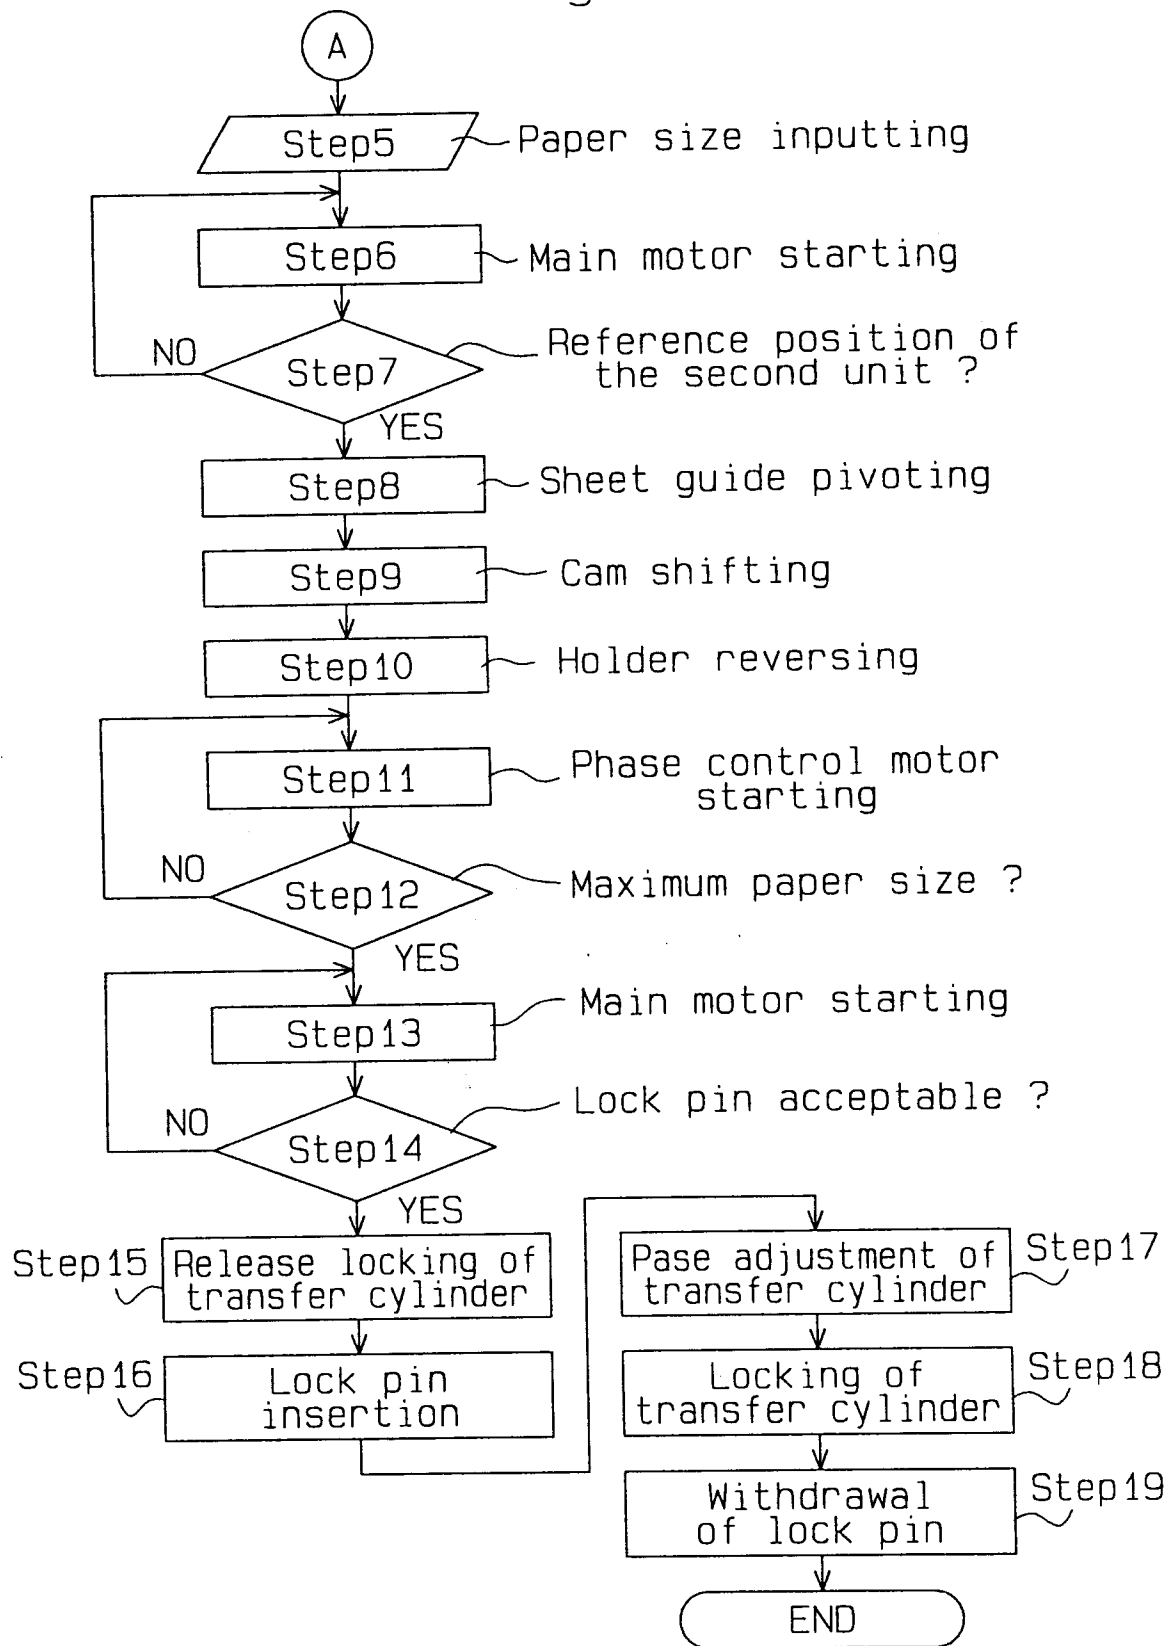 A
Step5
Paper size inputting
Step6
Main motor starting
NO
Step7
Reference position of
the second unit ?
YES
Step8
Sheet guide pivoting
Step9
Cam shifting
Step10
Holder reversing
Step11
Phase control motor
starting
NO
Step12
Maximum paper size ?
YES
Step13
Main motor starting
NO
Step14
Lock pin acceptable ?
YES
Step15
Release locking of
transfer cylinder
Step16
Lock pin
insertion
Pase adjustment of
transfer cylinder
Step17
Locking of
transfer cylinder
Step18
Withdrawal
of lock pin
Step19
END